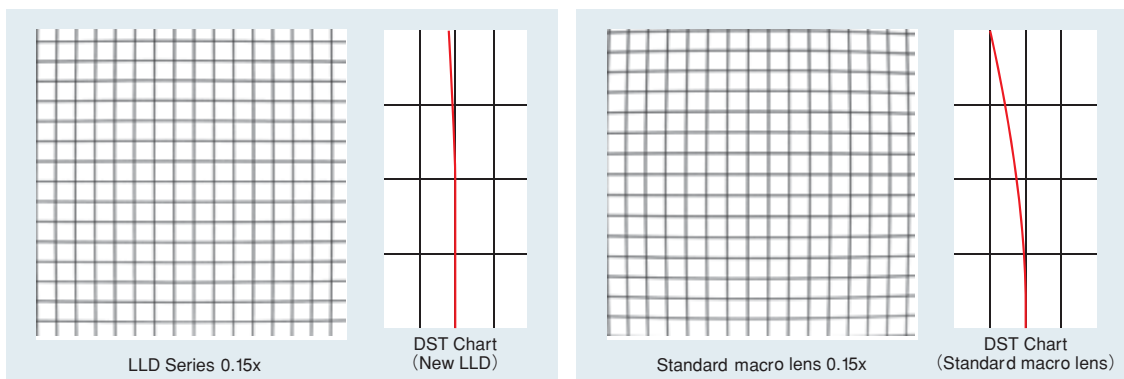 LLD Series 0.15x
DST Chart
（New LLD）
Standard macro lens 0.15x
DST Chart
（Standard macro lens）